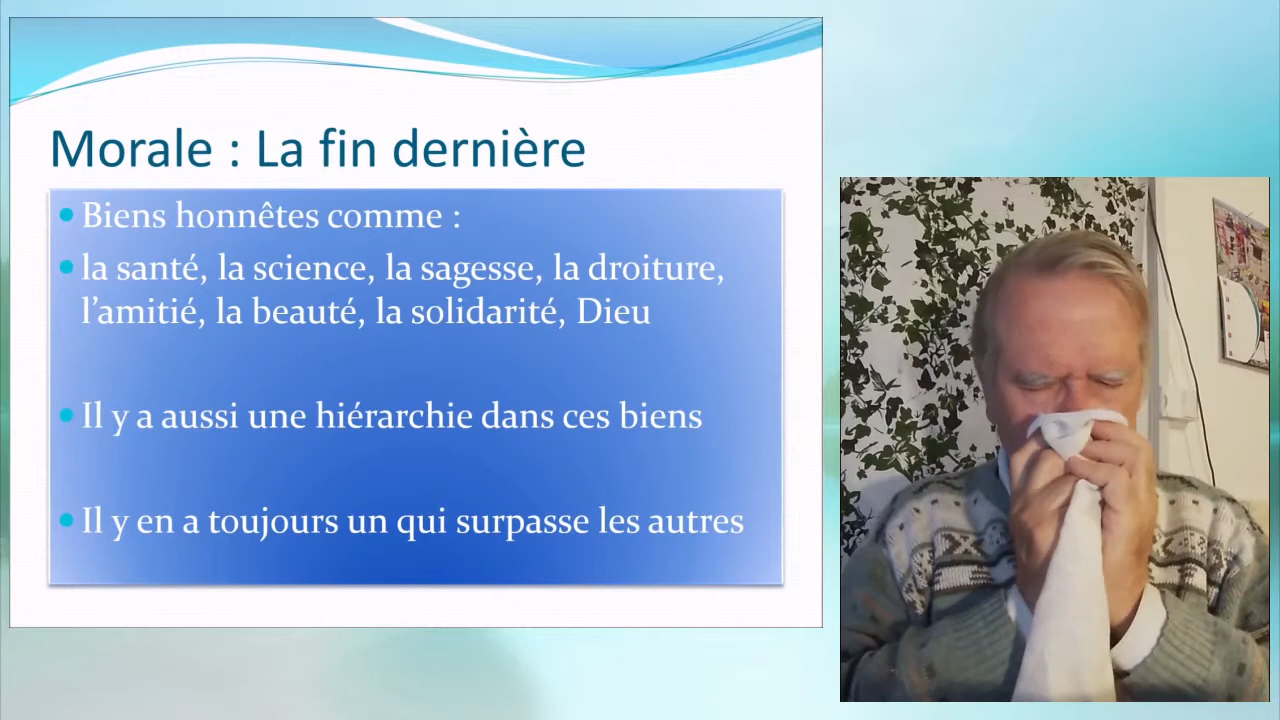 Morale : La fin dernière
• Biens honnêtes comme :
• la santé, la science, la sagesse, la droiture,
l’amitié, la beauté, la solidarité, Dieu
• Il y a aussi une hiérarchie dans ces biens
• Il y en a toujours un qui surpasse les autres